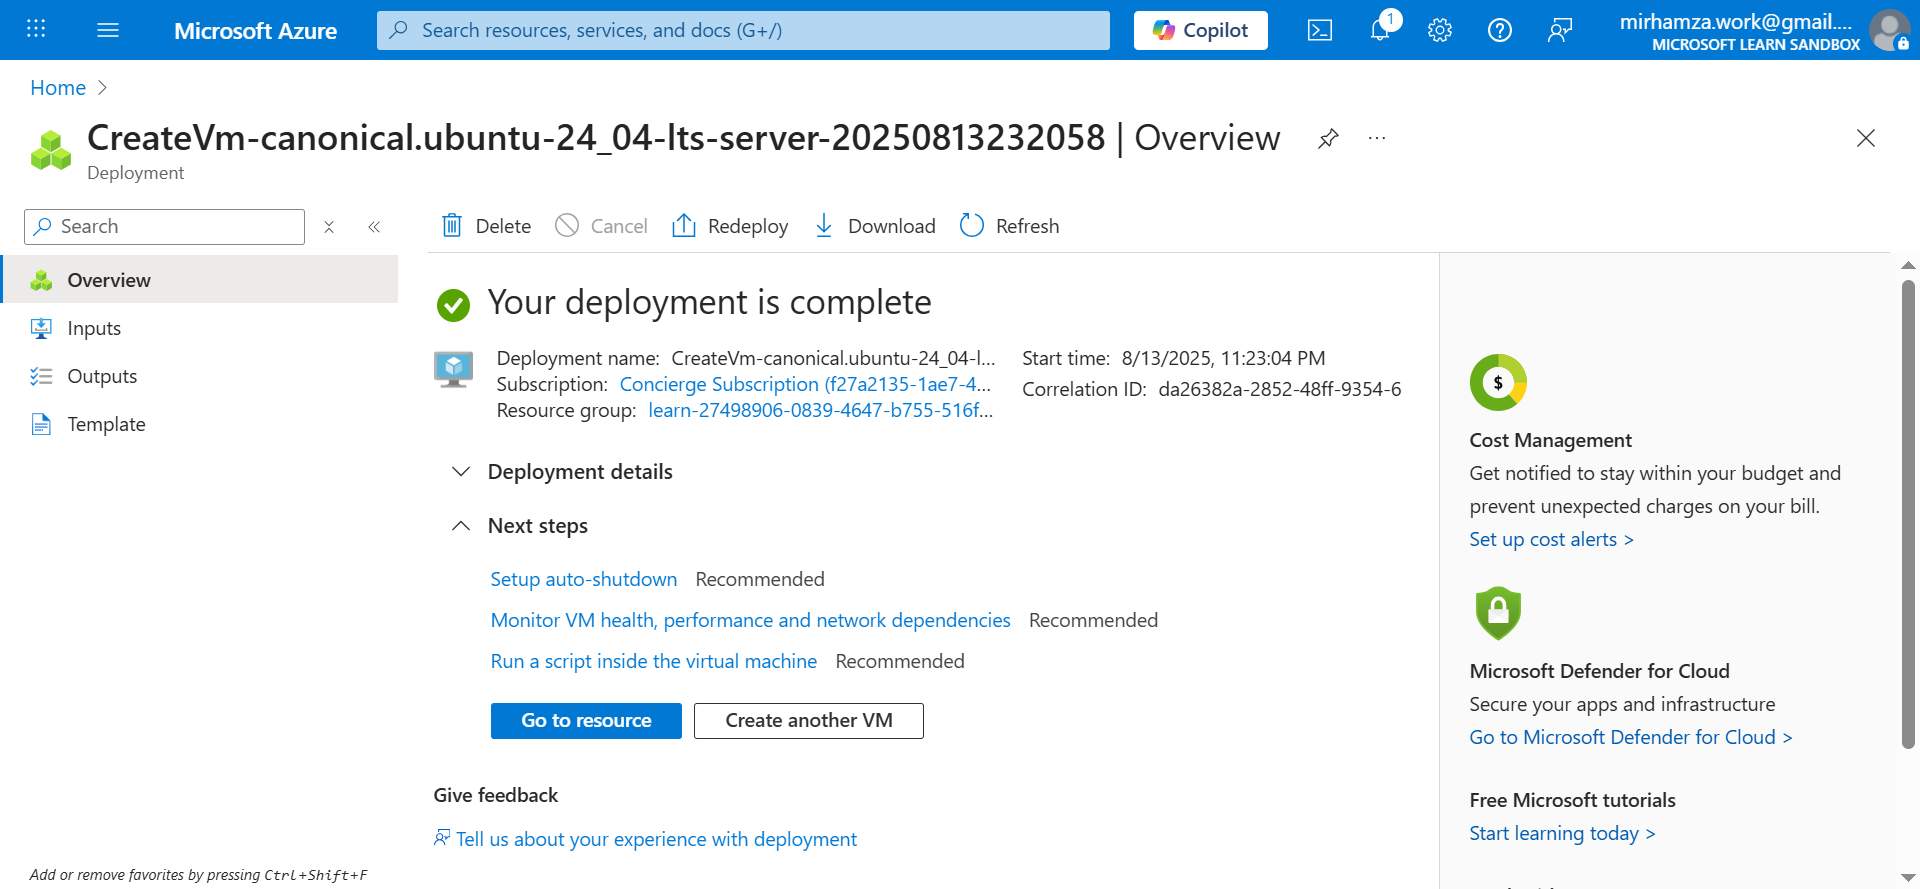 Microsoft Azure
Search resources, services, and docs (G+/)
Copilot
1
mirhamza.work@gmail....
MICROSOFT LEARN SANDBOX
Home
CreateVm-canonical.ubuntu-24_04-lts-server-20250813232058 | Overview
Deployment
Search
Delete
Cancel
Redeploy
Download
Refresh
Overview
Inputs
Outputs
Template
Your deployment is complete
Deployment name: CreateVm-canonical.ubuntu-24_04-l...
Subscription: Concierge Subscription (f27a2135-1ae7-4...
Resource group: learn-27498906-0839-4647-b755-516f...
Start time: 8/13/2025, 11:23:04 PM
Correlation ID: da26382a-2852-48ff-9354-6
Deployment details
Next steps
Setup auto-shutdown Recommended
Monitor VM health, performance and network dependencies Recommended
Run a script inside the virtual machine Recommended
Go to resource
Create another VM
Give feedback
Tell us about your experience with deployment
$
Cost Management
Get notified to stay within your budget and
prevent unexpected charges on your bill.
Set up cost alerts >
Microsoft Defender for Cloud
Secure your apps and infrastructure
Go to Microsoft Defender for Cloud >
Free Microsoft tutorials
Start learning today >
Add or remove favorites by pressing Ctrl+Shift+F